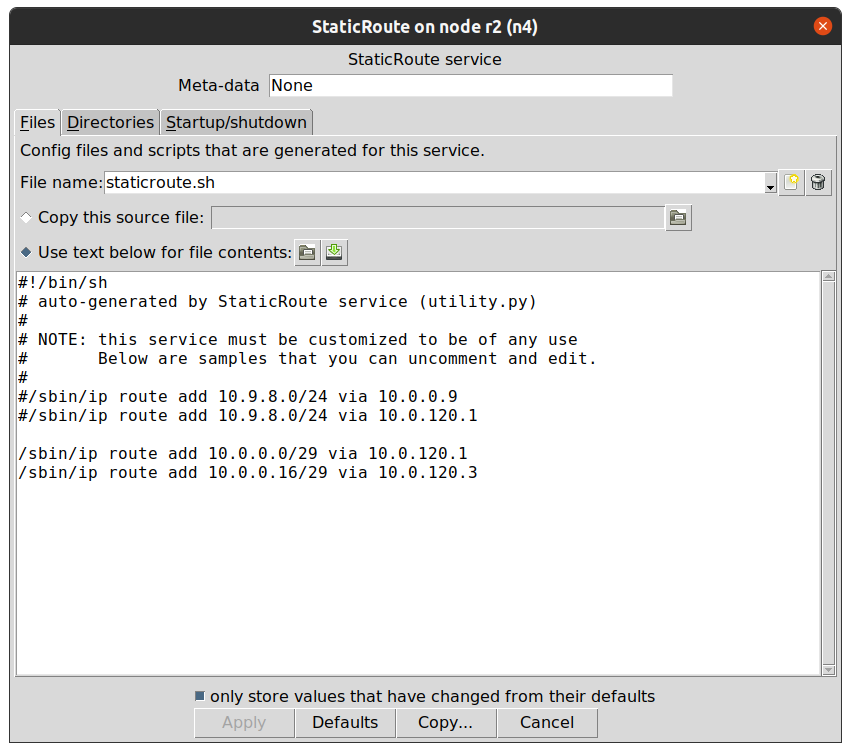 StaticRoute on node r2 (n4)
StaticRoute service
Meta-data None
Files Directories Startup/shutdown
Config files and scripts that are generated for this service.
File name: staticroute.sh
Copy this source file:
Use text below for file contents:
#!/bin/sh
# auto-generated by StaticRoute service (utility.py)
#
# NOTE: this service must be customized to be of any use
#       Below are samples that you can uncomment and edit.
#
#/sbin/ip route add 10.9.8.0/24 via 10.0.0.9
#/sbin/ip route add 10.9.8.0/24 via 10.0.120.1
/sbin/ip route add 10.0.0.0/29 via 10.0.120.1
/sbin/ip route add 10.0.0.16/29 via 10.0.120.3
only store values that have changed from their defaults
Apply Defaults Copy... Cancel